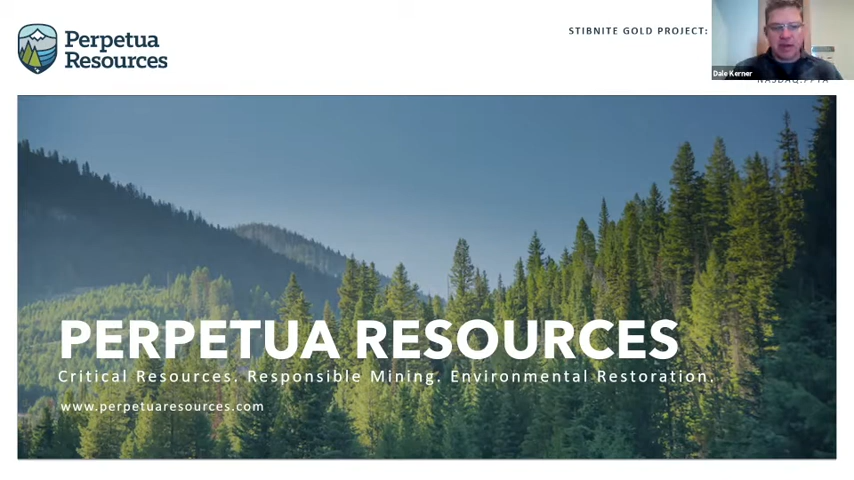 Perpetua
Resources
STIBNITE GOLD PROJECT:
Dale Kerner
PERPETUA RESOURCES
Critical Resources. Responsible Mining. Environmental Restoration.
www.perpetuaresources.com